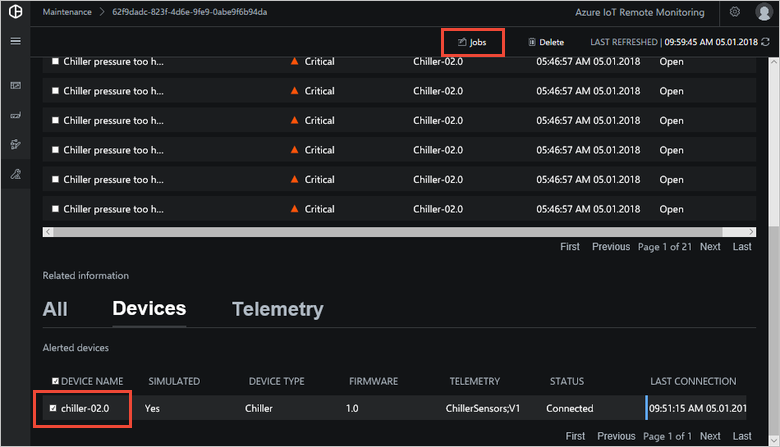 Maintenance > 62f9dadc-823f-4d6e-9fe9-0abe9f6b94da Azure IoT Remote Monitoring
Jobs Delete LAST REFRESHED | 09:59:45 AM 05.01.2018
Chiller pressure too h... Critical Chiller-02.0 05:46:57 AM 05.01.2018 Open
Chiller pressure too h... Critical Chiller-02.0 05:46:57 AM 05.01.2018 Open
Chiller pressure too h... Critical Chiller-02.0 05:46:57 AM 05.01.2018 Open
Chiller pressure too h... Critical Chiller-02.0 05:46:57 AM 05.01.2018 Open
Chiller pressure too h... Critical Chiller-02.0 05:46:57 AM 05.01.2018 Open
Chiller pressure too h... Critical Chiller-02.0 05:46:57 AM 05.01.2018 Open
First Previous Page 1 of 21 Next Last
Related information
All Devices Telemetry
Alerted devices
DEVICE NAME SIMULATED DEVICE TYPE FIRMWARE TELEMETRY STATUS LAST CONNECTION
chiller-02.0 Yes Chiller 1.0 ChillerSensors;V1 Connected 09:51:15 AM 05.01.201
First Previous Page 1 of 1 Next Last